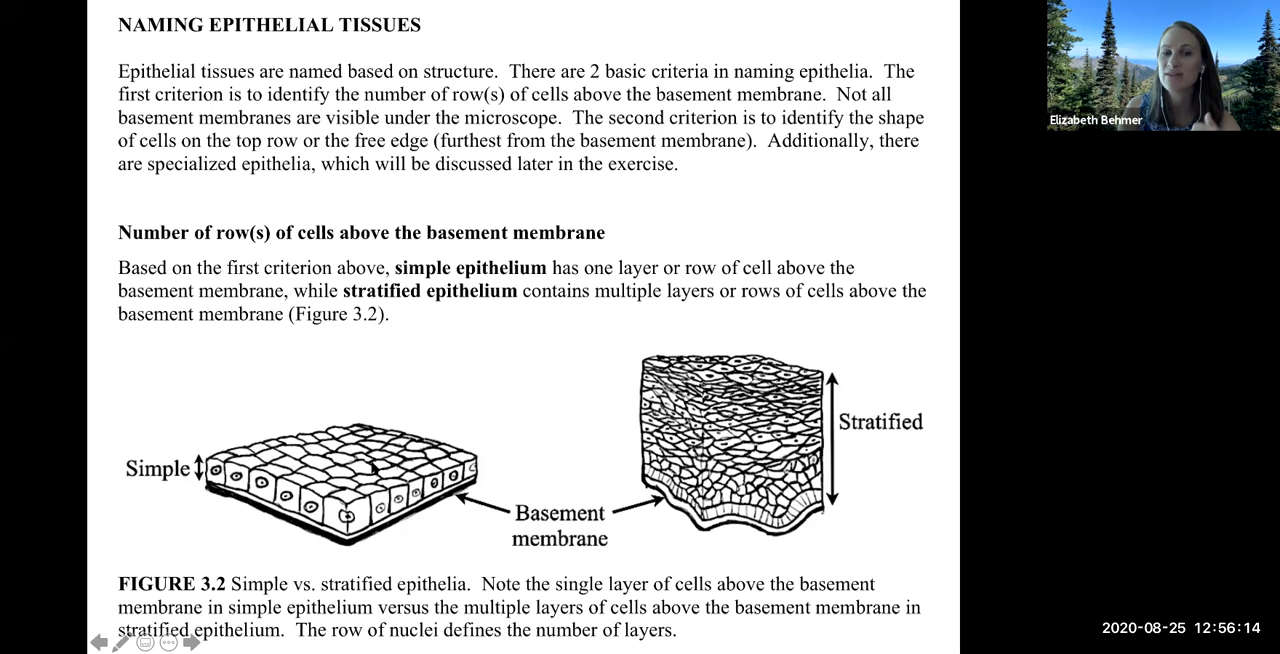 NAMING EPITHELIAL TISSUES
Epithelial tissues are named based on structure.  There are 2 basic criteria in naming epithelia.  The
first criterion is to identify the number of row(s) of cells above the basement membrane.  Not all
basement membranes are visible under the microscope.  The second criterion is to identify the shape
of cells on the top row or the free edge (furthest from the basement membrane).  Additionally, there
are specialized epithelia, which will be discussed later in the exercise.
Number of row(s) of cells above the basement membrane
Based on the first criterion above, simple epithelium has one layer or row of cell above the
basement membrane, while stratified epithelium contains multiple layers or rows of cells above the
basement membrane (Figure 3.2).
Simple
Stratified
Basement
membrane
FIGURE 3.2 Simple vs. stratified epithelia.  Note the single layer of cells above the basement
membrane in simple epithelium versus the multiple layers of cells above the basement membrane in
stratified epithelium.  The row of nuclei defines the number of layers.
Elizabeth Behmer
2020-08-25 12:56:14